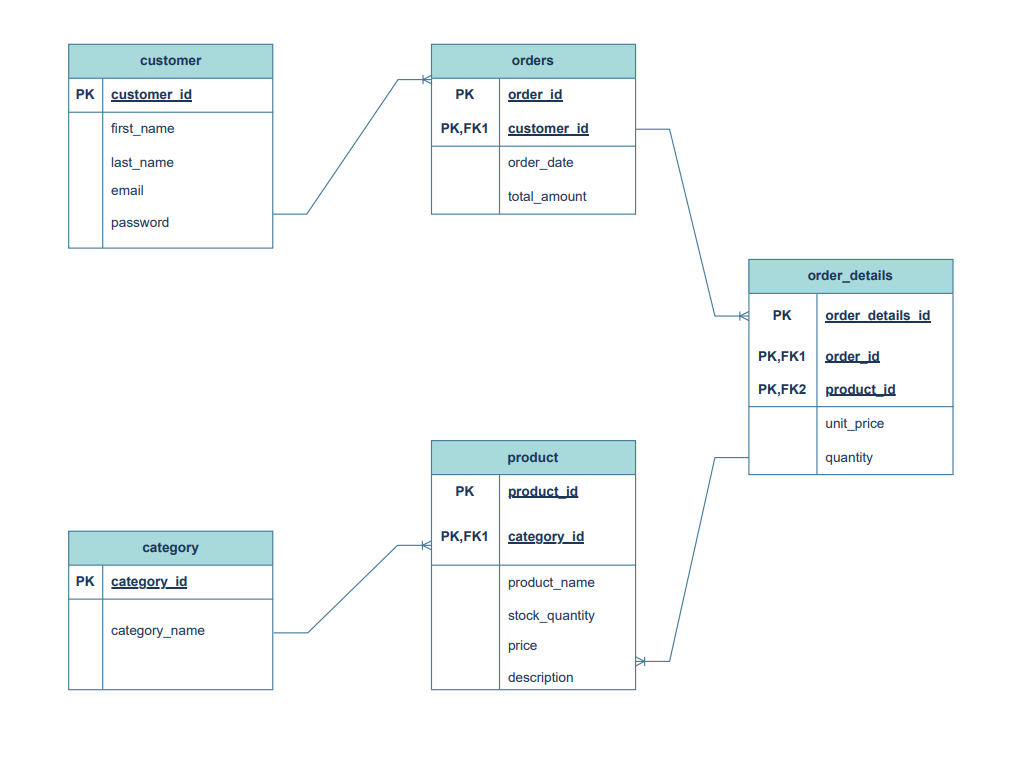 customer
PK customer_id
first_name
last_name
email
password
orders
PK order_id
PK,FK1 customer_id
order_date
total_amount
order_details
PK order_details_id
PK,FK1 order_id
PK,FK2 product_id
unit_price
quantity
product
PK product_id
PK,FK1 category_id
product_name
stock_quantity
price
description
category
PK category_id
category_name